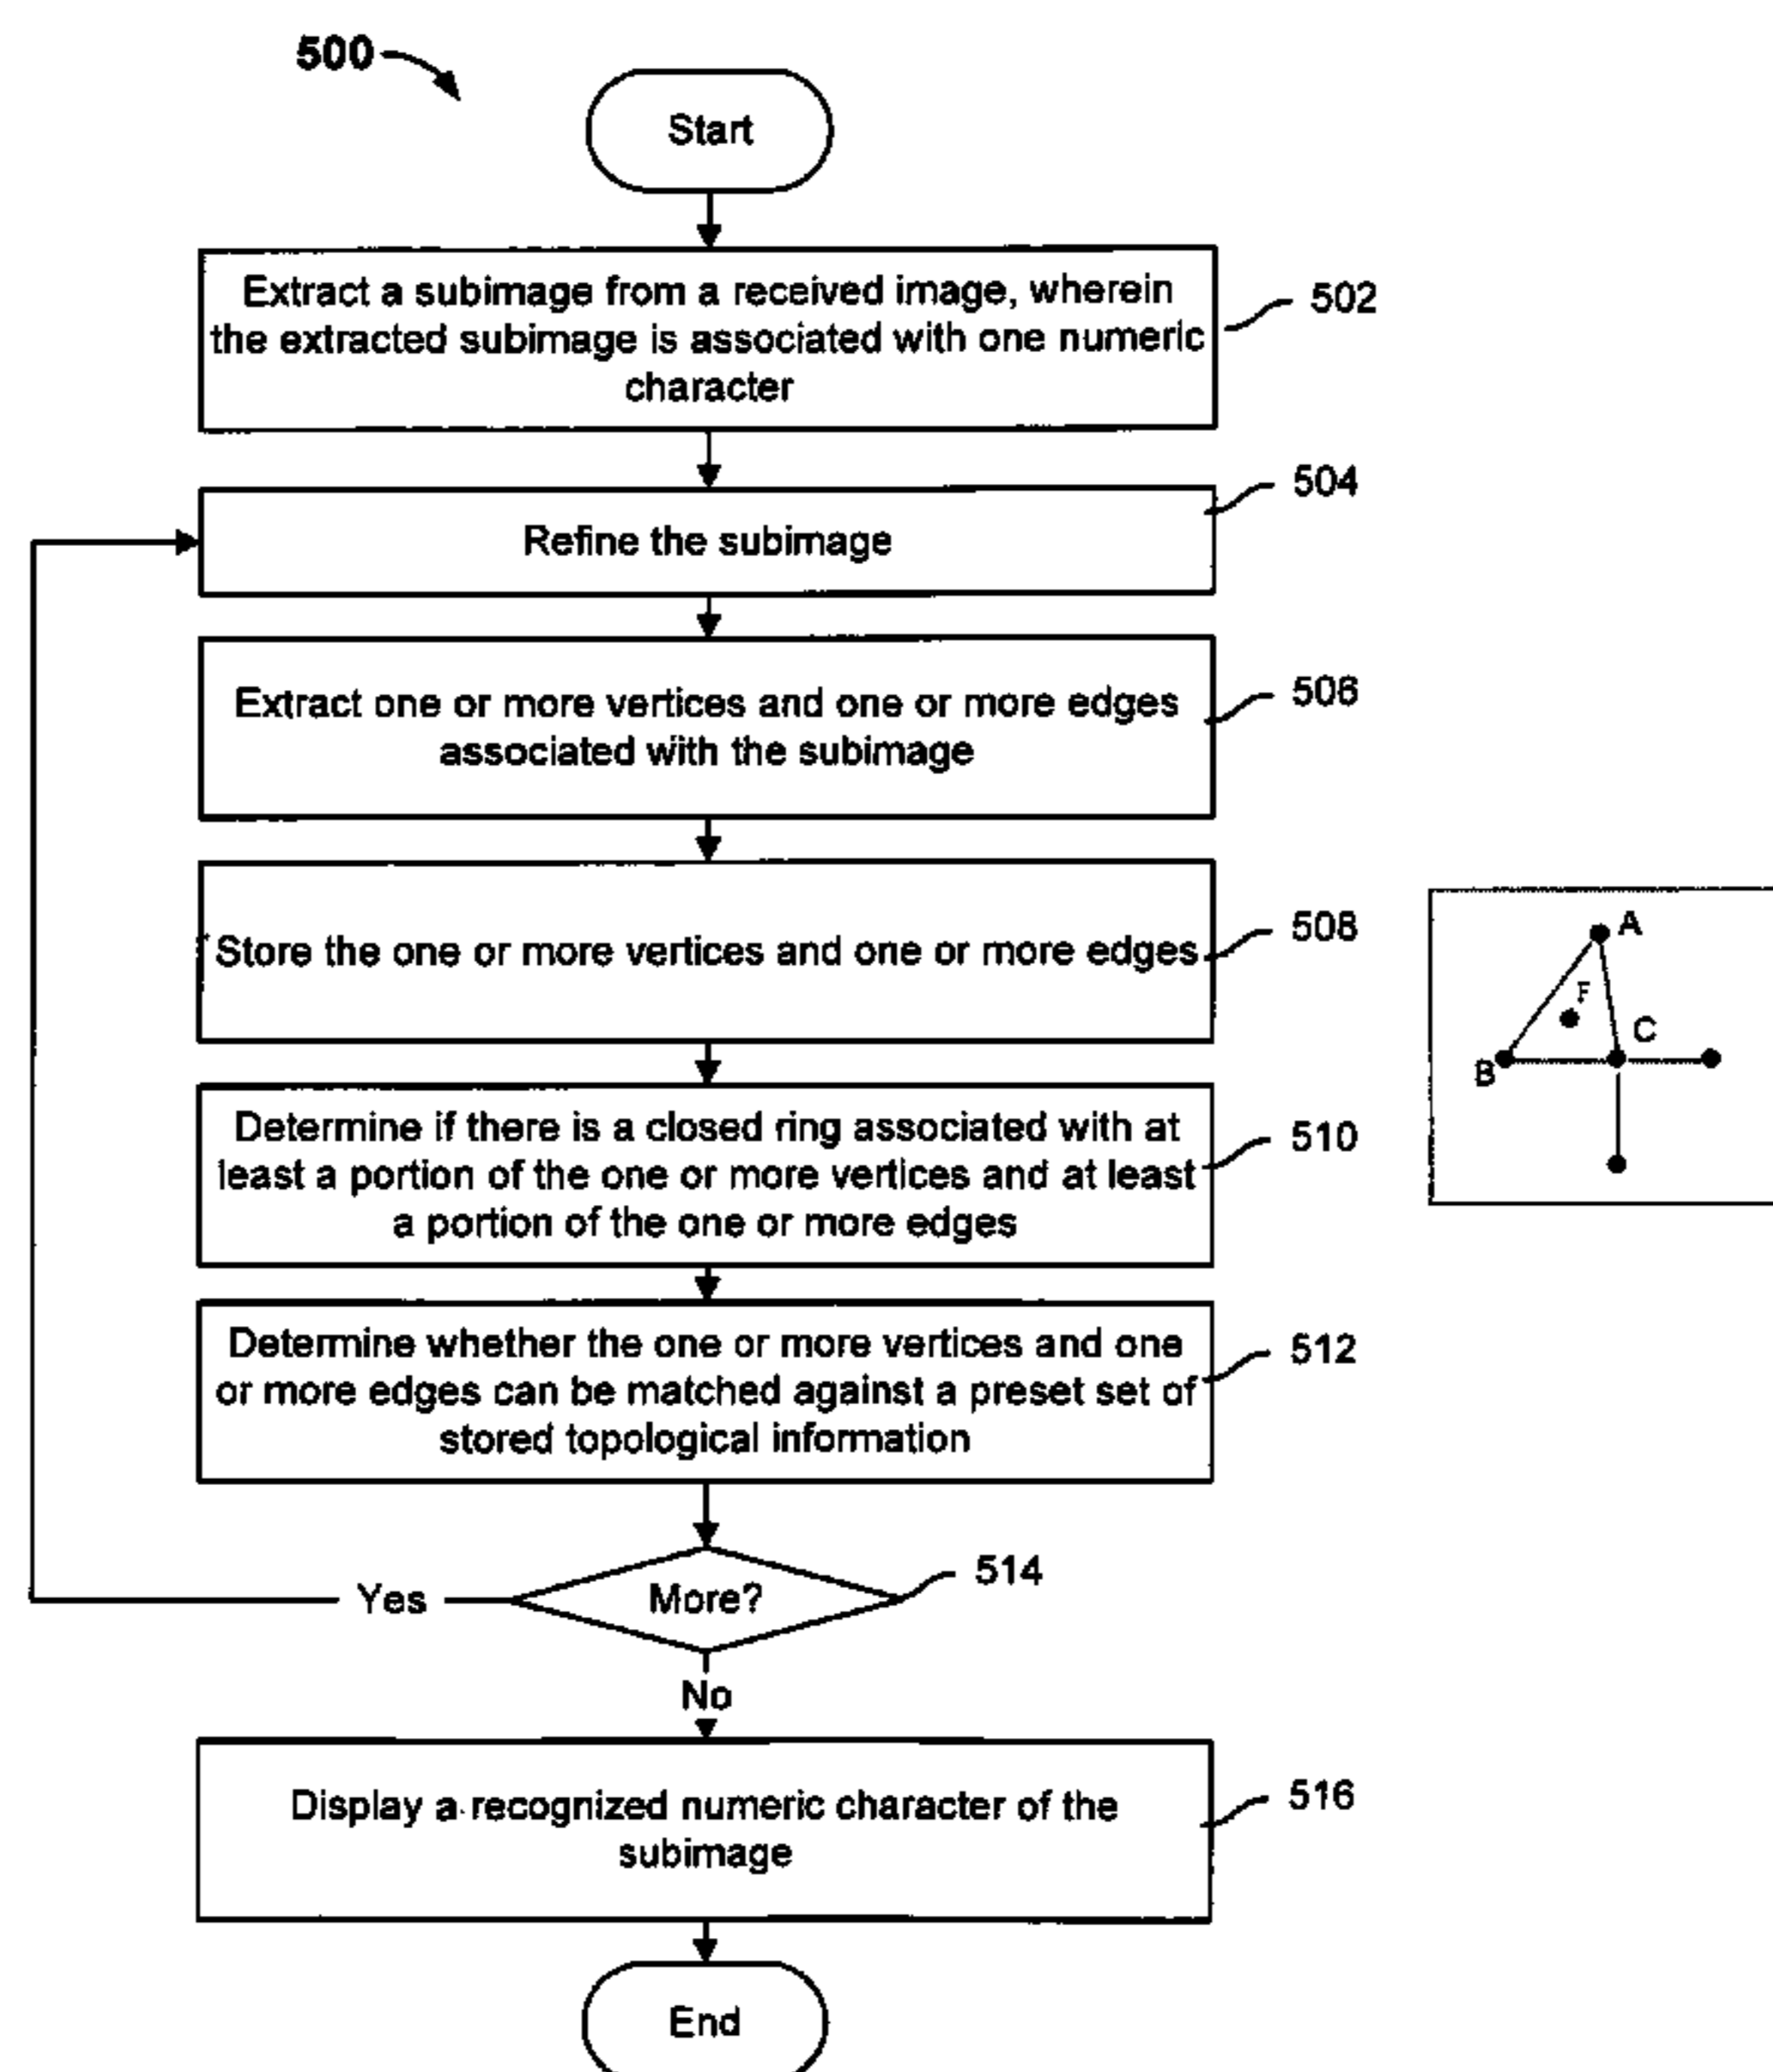 500
Start
Extract a subimage from a received image, wherein
the extracted subimage is associated with one numeric
character
502
504
Refine the subimage
Extract one or more vertices and one or more edges
associated with the subimage
506
Store the one or more vertices and one or more edges
508
A
F
C
B
Determine if there is a closed ring associated with at
least a portion of the one or more vertices and at least
a portion of the one or more edges
510
Determine whether the one or more vertices and one
or more edges can be matched against a preset set of
stored topological information
512
514
Yes
More?
No
Display a recognized numeric character of the
subimage
516
End